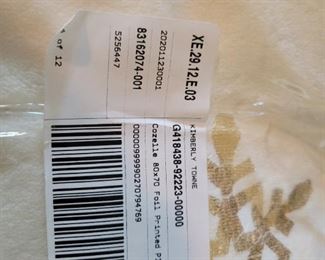 XE.29.12.E.03
202011230001
83162074-001
5256447
of 12
KIMBERLY TOWNE
G418438-92223-00000
Cozelle 80x70 Foil Printed
00000999990270794769